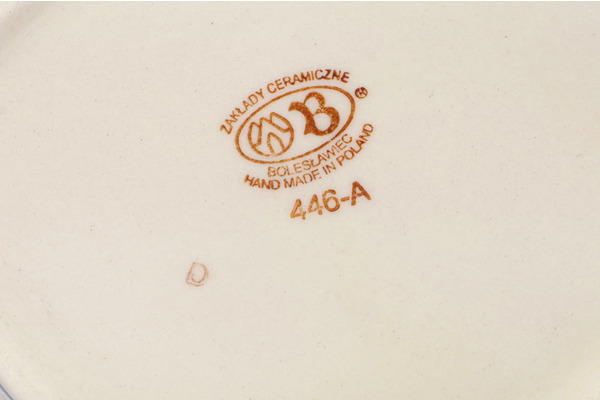 ZAKŁADY CERAMICZNE
B ®
BOLESŁAWIEC
HAND MADE IN POLAND
446-A
D